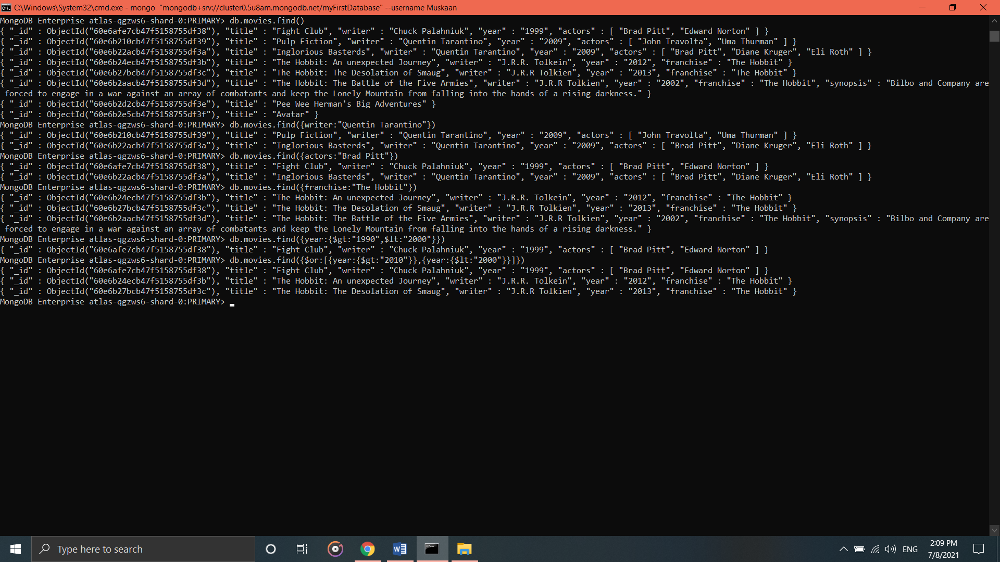 C:\Windows\System32\cmd.exe - mongo  "mongodb+srv://cluster0.5u8am.mongodb.net/myFirstDatabase" --username Muskaan
MongoDB Enterprise atlas-qgzws6-shard-0:PRIMARY> db.movies.find()
{ "_id" : ObjectId("60e6afe7cb47f5158755df38"), "title" : "Fight Club", "writer" : "Chuck Palahniuk", "year" : "1999", "actors" : [ "Brad Pitt", "Edward Norton" ] }
{ "_id" : ObjectId("60e6b210cb47f5158755df39"), "title" : "Pulp Fiction", "writer" : "Quentin Tarantino", "year" : "2009", "actors" : [ "John Travolta", "Uma Thurman" ] }
{ "_id" : ObjectId("60e6b22acb47f5158755df3a"), "title" : "Inglorious Basterds", "writer" : "Quentin Tarantino", "year" : "2009", "actors" : [ "Brad Pitt", "Diane Kruger", "Eli Roth" ] }
{ "_id" : ObjectId("60e6b24ecb47f5158755df3b"), "title" : "The Hobbit: An unexpected Journey", "writer" : "J.R.R. Tolkein", "year" : "2012", "franchise" : "The Hobbit" }
{ "_id" : ObjectId("60e6b27bcb47f5158755df3c"), "title" : "The Hobbit: The Desolation of Smaug", "writer" : "J.R.R Tolkien", "year" : "2013", "franchise" : "The Hobbit" }
{ "_id" : ObjectId("60e6b2aacb47f5158755df3d"), "title" : "The Hobbit: The Battle of the Five Armies", "writer" : "J.R.R Tolkien", "year" : "2002", "franchise" : "The Hobbit", "synopsis" : "Bilbo and Company are
 forced to engage in a war against an array of combatants and keep the Lonely Mountain from falling into the hands of a rising darkness." }
{ "_id" : ObjectId("60e6b2d2cb47f5158755df3e"), "title" : "Pee Wee Herman's Big Adventures" }
{ "_id" : ObjectId("60e6b2e5cb47f5158755df3f"), "title" : "Avatar" }
MongoDB Enterprise atlas-qgzws6-shard-0:PRIMARY> db.movies.find({writer:"Quentin Tarantino"})
{ "_id" : ObjectId("60e6b210cb47f5158755df39"), "title" : "Pulp Fiction", "writer" : "Quentin Tarantino", "year" : "2009", "actors" : [ "John Travolta", "Uma Thurman" ] }
{ "_id" : ObjectId("60e6b22acb47f5158755df3a"), "title" : "Inglorious Basterds", "writer" : "Quentin Tarantino", "year" : "2009", "actors" : [ "Brad Pitt", "Diane Kruger", "Eli Roth" ] }
MongoDB Enterprise atlas-qgzws6-shard-0:PRIMARY> db.movies.find({actors:"Brad Pitt"})
{ "_id" : ObjectId("60e6afe7cb47f5158755df38"), "title" : "Fight Club", "writer" : "Chuck Palahniuk", "year" : "1999", "actors" : [ "Brad Pitt", "Edward Norton" ] }
{ "_id" : ObjectId("60e6b22acb47f5158755df3a"), "title" : "Inglorious Basterds", "writer" : "Quentin Tarantino", "year" : "2009", "actors" : [ "Brad Pitt", "Diane Kruger", "Eli Roth" ] }
MongoDB Enterprise atlas-qgzws6-shard-0:PRIMARY> db.movies.find({franchise:"The Hobbit"})
{ "_id" : ObjectId("60e6b24ecb47f5158755df3b"), "title" : "The Hobbit: An unexpected Journey", "writer" : "J.R.R. Tolkein", "year" : "2012", "franchise" : "The Hobbit" }
{ "_id" : ObjectId("60e6b27bcb47f5158755df3c"), "title" : "The Hobbit: The Desolation of Smaug", "writer" : "J.R.R Tolkien", "year" : "2013", "franchise" : "The Hobbit" }
{ "_id" : ObjectId("60e6b2aacb47f5158755df3d"), "title" : "The Hobbit: The Battle of the Five Armies", "writer" : "J.R.R Tolkien", "year" : "2002", "franchise" : "The Hobbit", "synopsis" : "Bilbo and Company are
 forced to engage in a war against an array of combatants and keep the Lonely Mountain from falling into the hands of a rising darkness." }
MongoDB Enterprise atlas-qgzws6-shard-0:PRIMARY> db.movies.find({year:{$gt:"1990",$lt:"2000"}})
{ "_id" : ObjectId("60e6afe7cb47f5158755df38"), "title" : "Fight Club", "writer" : "Chuck Palahniuk", "year" : "1999", "actors" : [ "Brad Pitt", "Edward Norton" ] }
MongoDB Enterprise atlas-qgzws6-shard-0:PRIMARY> db.movies.find({$or:[{year:{$gt:"2010"}},{year:{$lt:"2000"}}]})
{ "_id" : ObjectId("60e6afe7cb47f5158755df38"), "title" : "Fight Club", "writer" : "Chuck Palahniuk", "year" : "1999", "actors" : [ "Brad Pitt", "Edward Norton" ] }
{ "_id" : ObjectId("60e6b24ecb47f5158755df3b"), "title" : "The Hobbit: An unexpected Journey", "writer" : "J.R.R. Tolkein", "year" : "2012", "franchise" : "The Hobbit" }
{ "_id" : ObjectId("60e6b27bcb47f5158755df3c"), "title" : "The Hobbit: The Desolation of Smaug", "writer" : "J.R.R Tolkien", "year" : "2013", "franchise" : "The Hobbit" }
MongoDB Enterprise atlas-qgzws6-shard-0:PRIMARY>
Type here to search
ENG
2:09 PM
7/8/2021